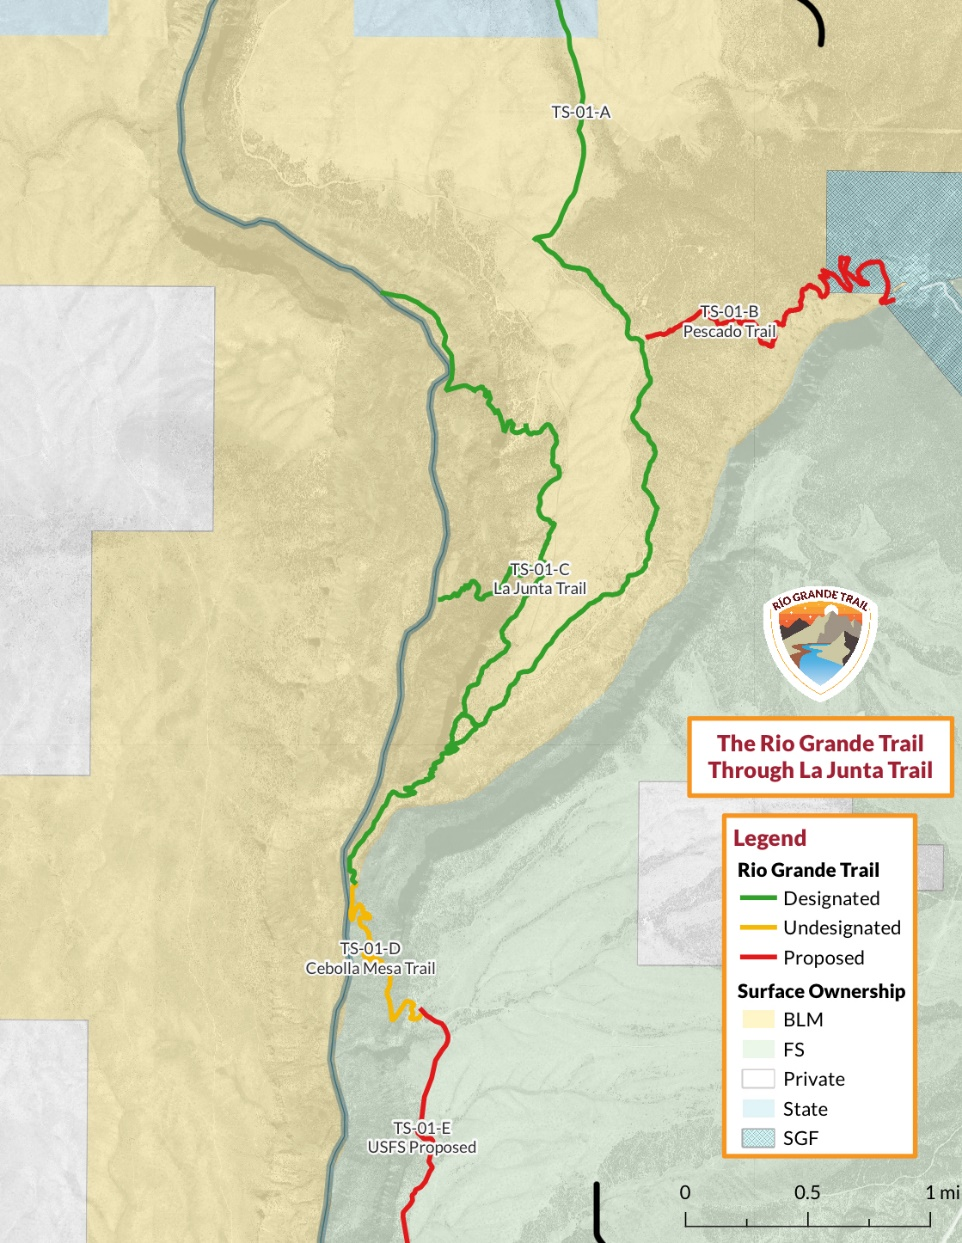 TS-01-A
TS-01-B
Pescado Trail
TS-01-C
La Junta Trail
RÍO GRANDE TRAIL
The Rio Grande Trail
Through La Junta Trail
Legend
Rio Grande Trail
Designated
Undesignated
Proposed
Surface Ownership
BLM
FS
Private
State
SGF
TS-01-D
Cebolla Mesa Trail
TS-01-E
USFS Proposed
0 0.5 1 mi